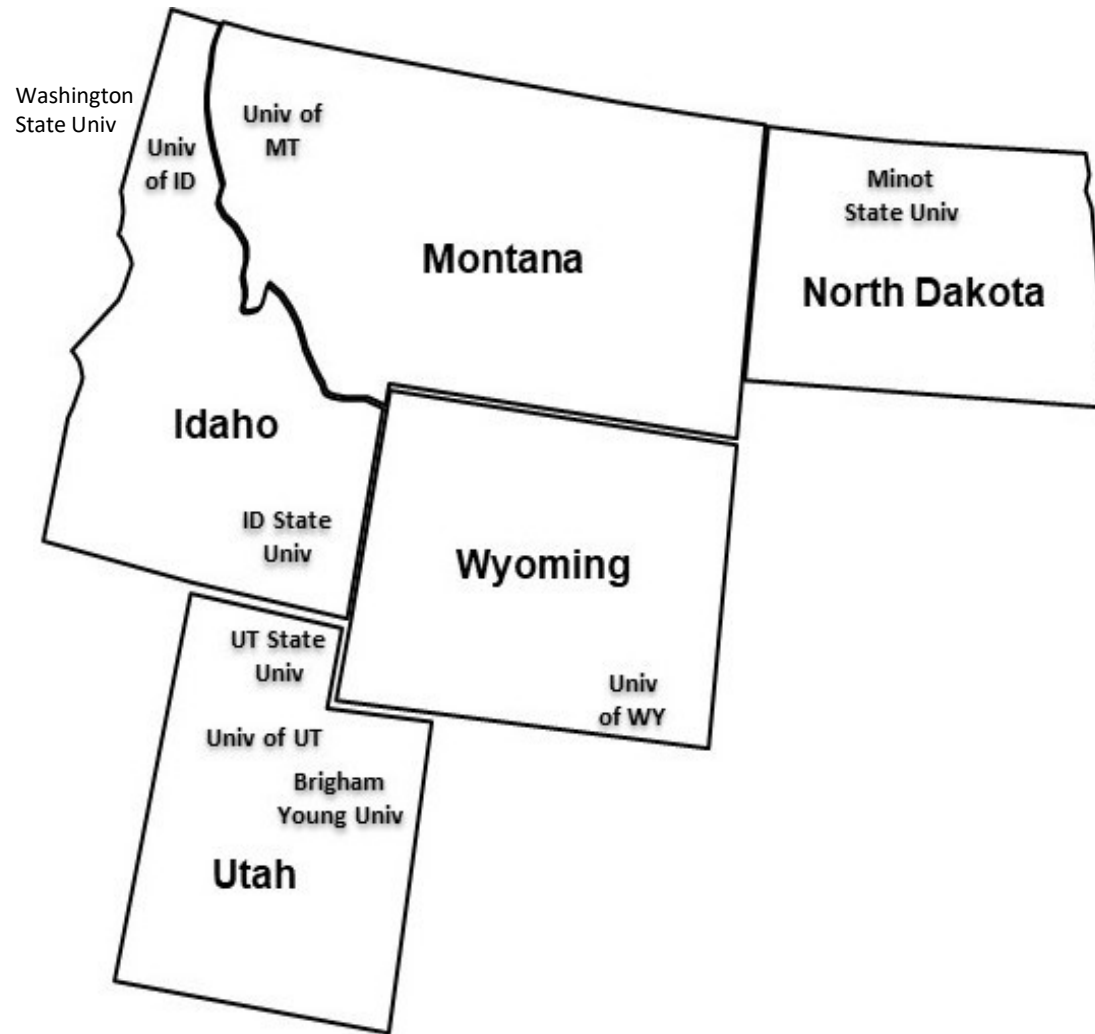 Washington
State Univ
Univ
of ID
Univ of
MT
Minot
State Univ
Montana
North Dakota
Idaho
ID State
Univ
Wyoming
UT State
Univ
Univ
of WY
Univ of UT
Brigham
Young Univ
Utah